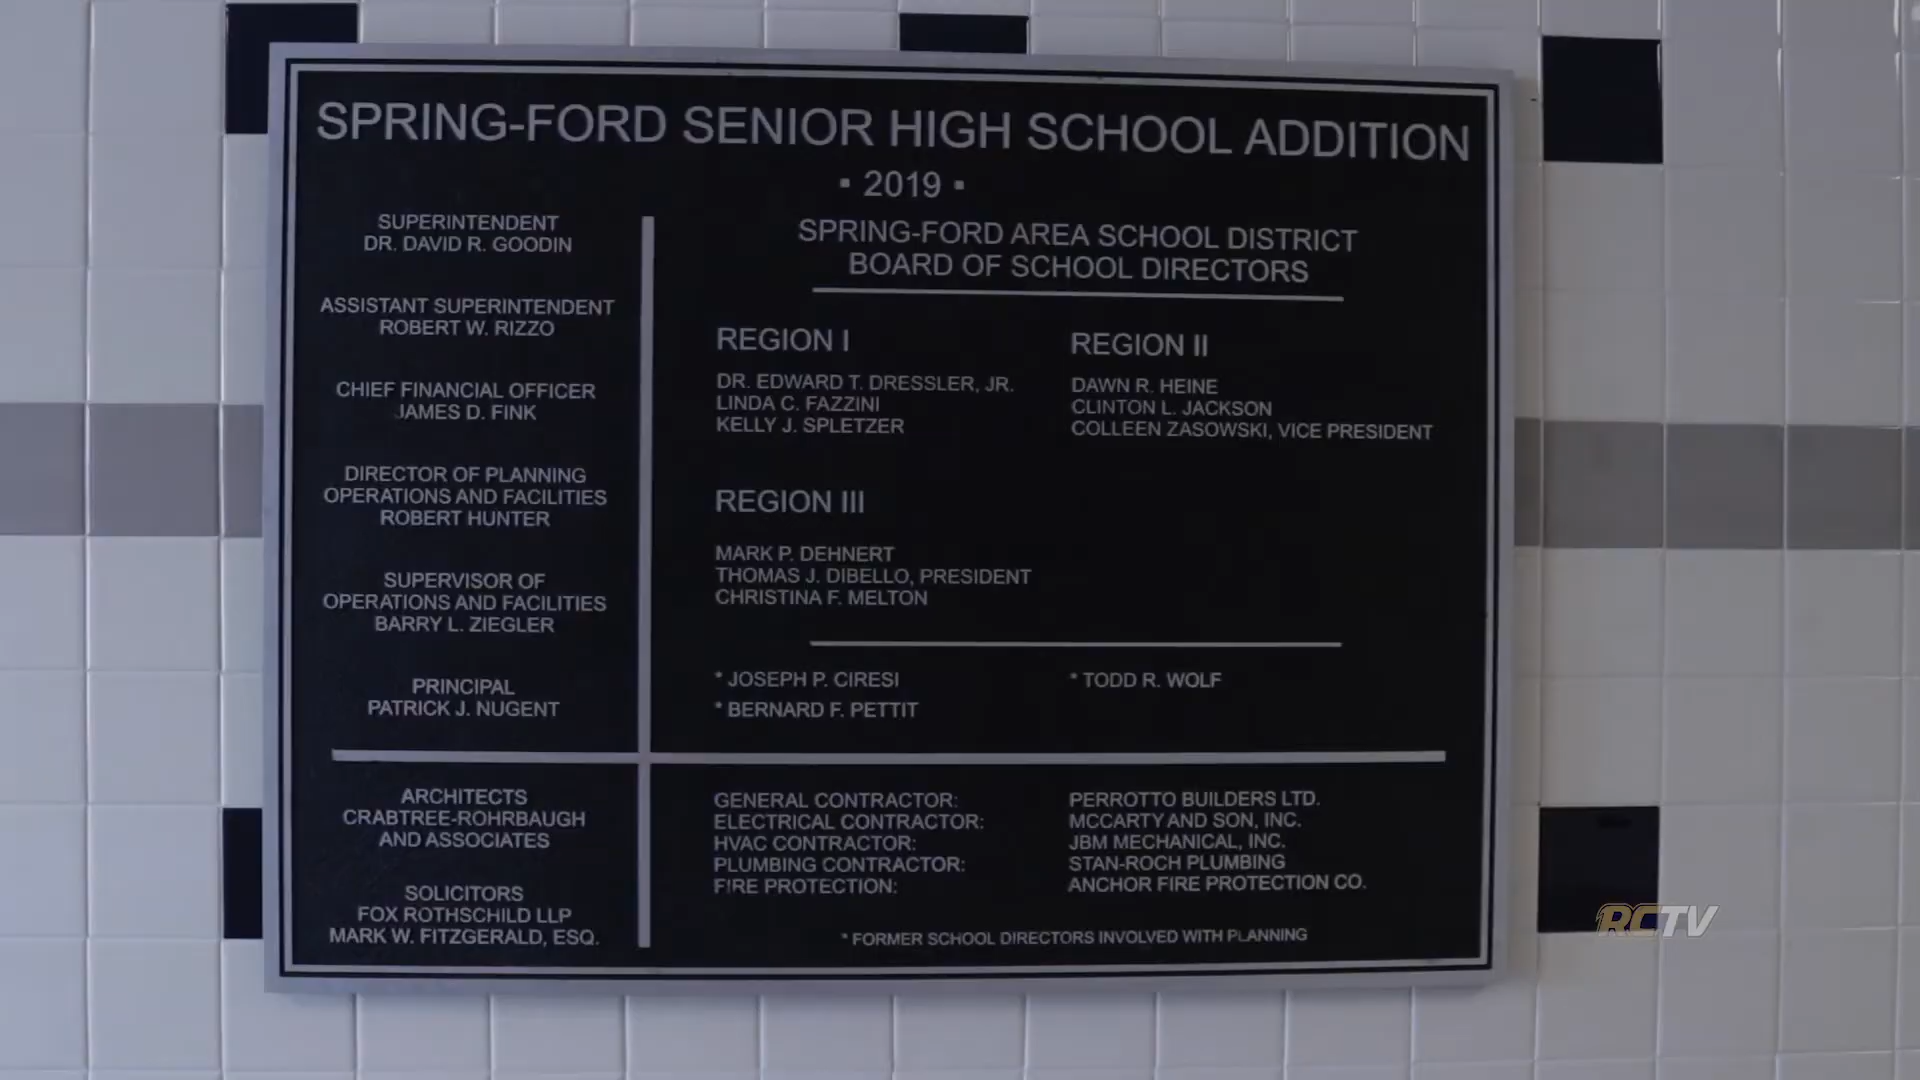 SPRING-FORD SENIOR HIGH SCHOOL ADDITION
▪ 2019 ▪
SUPERINTENDENT
DR. DAVID R. GOODIN
ASSISTANT SUPERINTENDENT
ROBERT W. RIZZO
CHIEF FINANCIAL OFFICER
JAMES D. FINK
DIRECTOR OF PLANNING
OPERATIONS AND FACILITIES
ROBERT HUNTER
SUPERVISOR OF
OPERATIONS AND FACILITIES
BARRY L. ZIEGLER
PRINCIPAL
PATRICK J. NUGENT
SPRING-FORD AREA SCHOOL DISTRICT
BOARD OF SCHOOL DIRECTORS
REGION I
DR. EDWARD T. DRESSLER, JR.
LINDA C. FAZZINI
KELLY J. SPLETZER
REGION II
DAWN R. HEINE
CLINTON L. JACKSON
COLLEEN ZASOWSKI, VICE PRESIDENT
REGION III
MARK P. DEHNERT
THOMAS J. DIBELLO, PRESIDENT
CHRISTINA F. MELTON
* JOSEPH P. CIRESI
* TODD R. WOLF
* BERNARD F. PETTIT
ARCHITECTS
CRABTREE-ROHRBAUGH
AND ASSOCIATES
SOLICITORS
FOX ROTHSCHILD LLP
MARK W. FITZGERALD, ESQ.
GENERAL CONTRACTOR: PERROTTO BUILDERS LTD.
ELECTRICAL CONTRACTOR: MCCARTY AND SON, INC.
HVAC CONTRACTOR: JBM MECHANICAL, INC.
PLUMBING CONTRACTOR: STAN-ROCH PLUMBING
FIRE PROTECTION: ANCHOR FIRE PROTECTION CO.
* FORMER SCHOOL DIRECTORS INVOLVED WITH PLANNING
RCTV